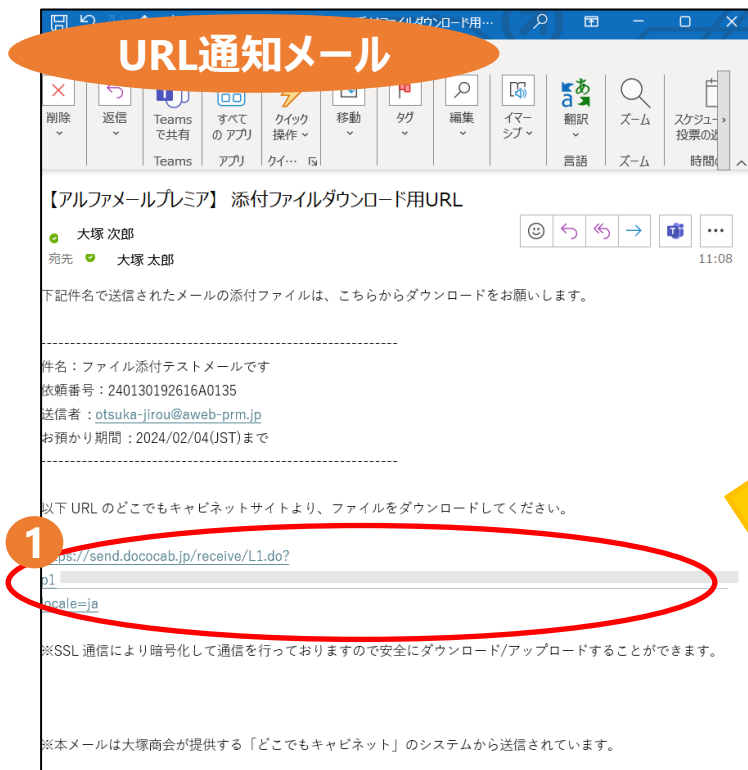 ダウンロード用…
URL通知メール
削除
返信
Teams
で共有
すべて
の アプリ
クイック
操作
移動
タグ
編集
イマー
シブ
翻訳
ズーム
スケジュー
投票の
Teams
アプリ
クイ…
言語
ズーム
時間
【アルファメールプレミア】 添付ファイルダウンロード用URL
大塚 次郎
宛先 大塚 太郎
11:08
下記件名で送信されたメールの添付ファイルは、こちらからダウンロードをお願いします。
------------------------------------------------------------
件名：ファイル添付テストメールです
依頼番号：240130192616A0135
送信者：otsuka-jirou@aweb-prm.jp
お預かり期間：2024/02/04(JST)まで
------------------------------------------------------------
以下 URL のどこでもキャビネットサイトより、ファイルをダウンロードしてください。
1
ps://send.dococab.jp/receive/L1.do?
p1
locale=ja
※SSL 通信により暗号化して通信を行っておりますので安全にダウンロード/アップロードすることができます。
※本メールは大塚商会が提供する「どこでもキャビネット」のシステムから送信されています。